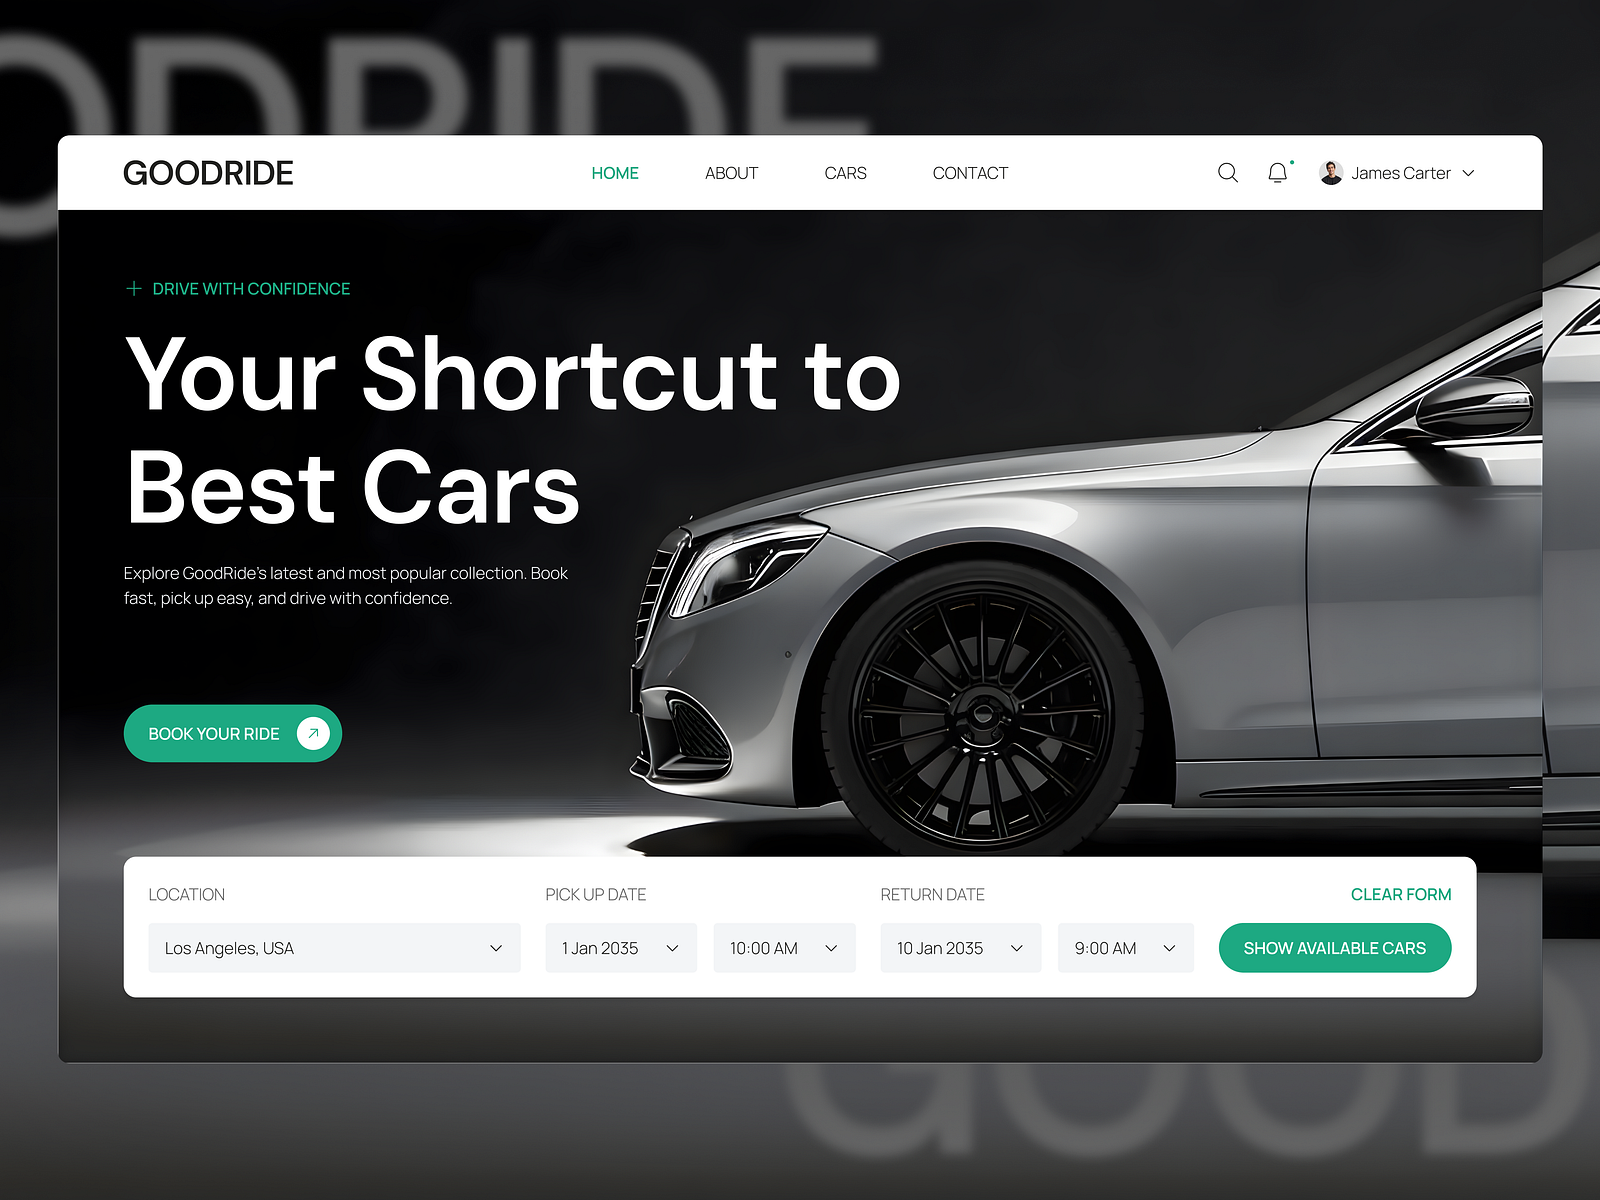 GOODRIDE
GOODRIDE
HOME
ABOUT
CARS
CONTACT
James Carter
DRIVE WITH CONFIDENCE
Your Shortcut to
Best Cars
Explore GoodRide's latest and most popular collection. Book
fast, pick up easy, and drive with confidence.
BOOK YOUR RIDE
LOCATION
PICK UP DATE
RETURN DATE
CLEAR FORM
Los Angeles, USA
1 Jan 2035
10:00 AM
10 Jan 2035
9:00 AM
SHOW AVAILABLE CARS
GOOD